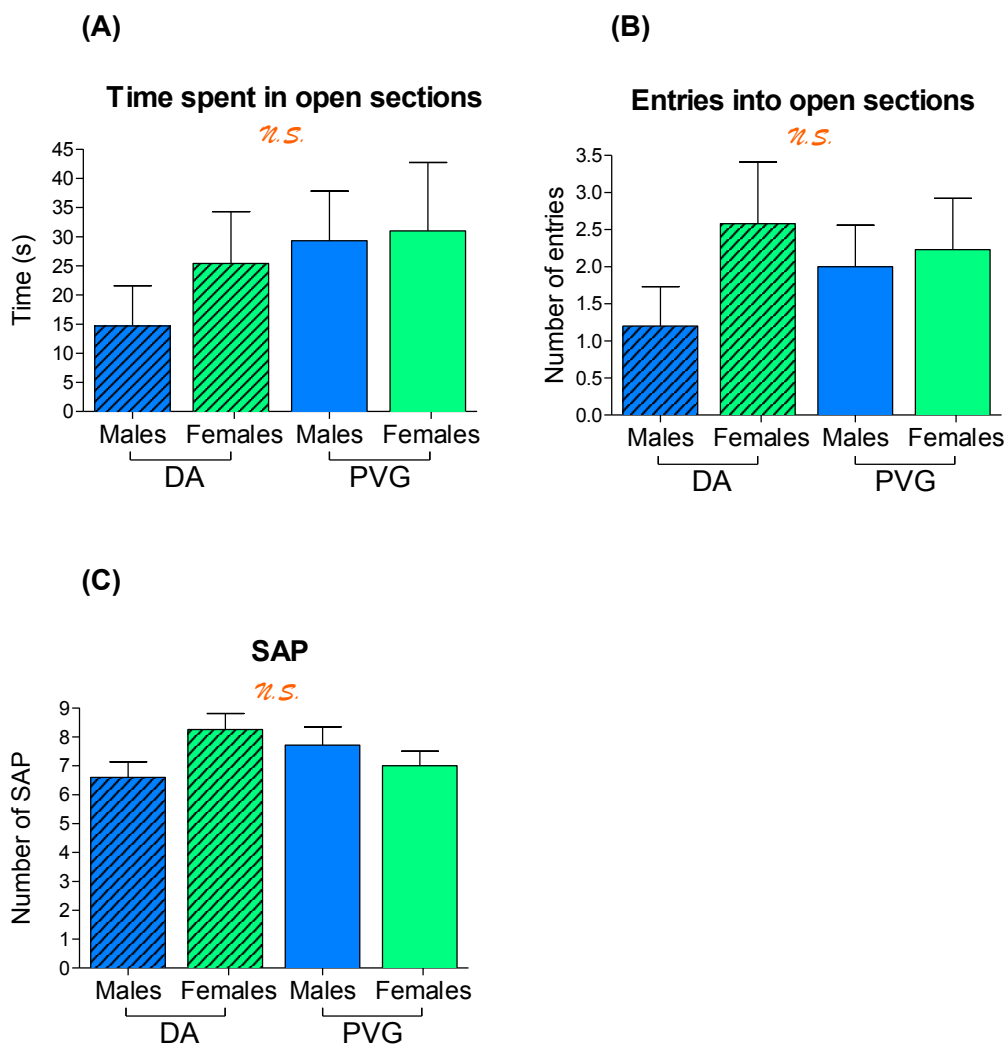 (A)
Time spent in open sections
N.S.
Time (s)
45
40
35
30
25
20
15
10
5
0
Males Females Males Females
DA PVG
(B)
Entries into open sections
N.S.
Number of entries
3.5
3.0
2.5
2.0
1.5
1.0
0.5
0.0
Males Females Males Females
DA PVG
(C)
SAP
N.S.
Number of SAP
9
8
7
6
5
4
3
2
1
0
Males Females Males Females
DA PVG